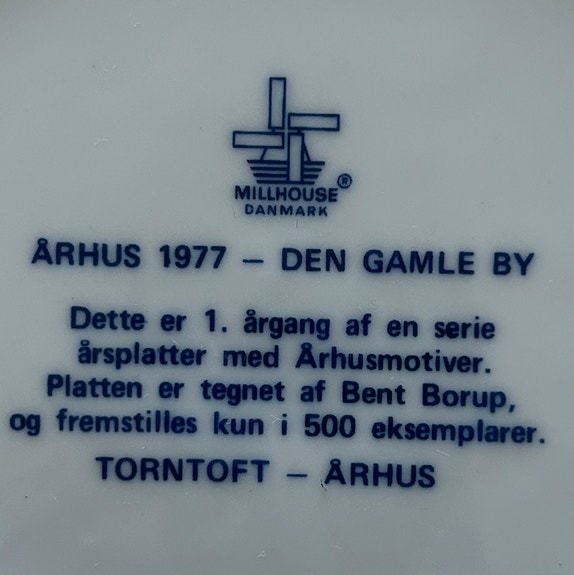 MILLHOUSE ®
DANMARK
ÅRHUS 1977 – DEN GAMLE BY
Dette er 1. årgang af en serie
årsplatter med Århusmotiver.
Platten er tegnet af Bent Borup,
og fremstilles kun i 500 eksemplarer.
TORNTOFT – ÅRHUS